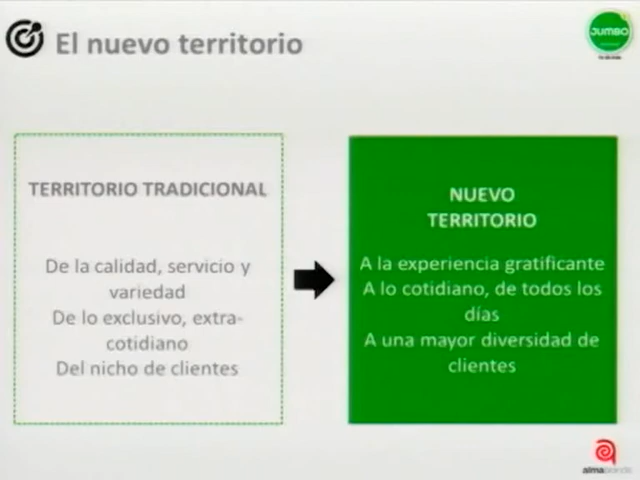 El nuevo territorio
JUMBO
TERRITORIO TRADICIONAL
De la calidad, servicio y
variedad
De lo exclusivo, extra-
cotidiano
Del nicho de clientes
NUEVO
TERRITORIO
A la experiencia gratificante
A lo cotidiano, de todos los
días
A una mayor diversidad de
clientes
almabrands